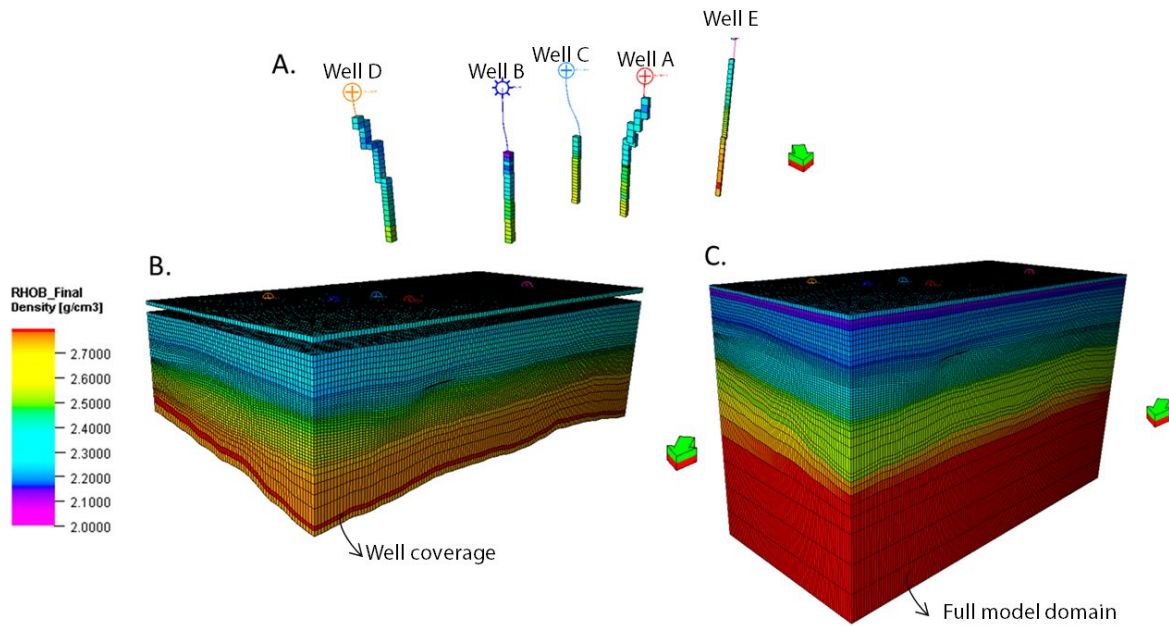 Well E
A.
Well D
Well B
Well C
Well A
B.
C.
RHOB_Final
Density [g/cm3]
2.7000
2.6000
2.5000
2.4000
2.3000
2.2000
2.1000
2.0000
Well coverage
Full model domain